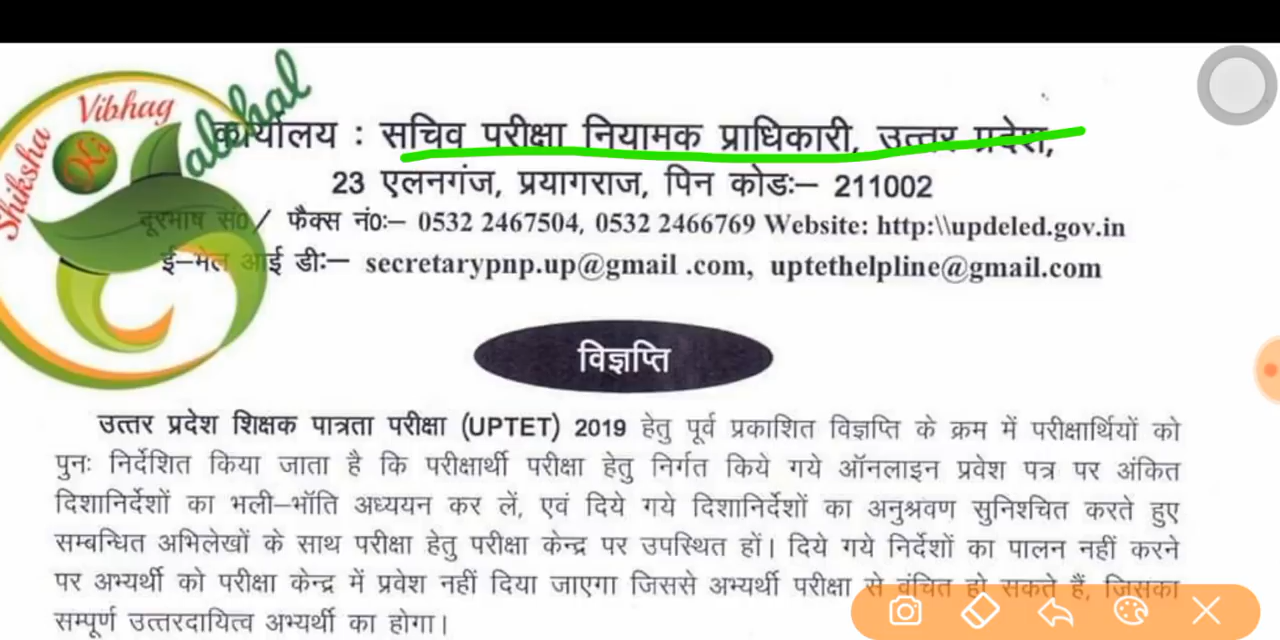 Shiksha Vibhag Ki alchal
कार्यालय : सचिव परीक्षा नियामक प्राधिकारी, उत्तर प्रदेश,
23 एलनगंज, प्रयागराज, पिन कोडः– 211002
दूरभाष सं0 / फैक्स नं0ः– 0532 2467504, 0532 2466769 Website: http:\\updeled.gov.in
ई–मेल आई डीः– secretarypnp.up@gmail .com, uptethelpline@gmail.com
विज्ञप्ति
उत्तर प्रदेश शिक्षक पात्रता परीक्षा (UPTET) 2019 हेतु पूर्व प्रकाशित विज्ञप्ति के क्रम में परीक्षार्थियों को
पुनः निर्देशित किया जाता है कि परीक्षार्थी परीक्षा हेतु निर्गत किये गये ऑनलाइन प्रवेश पत्र पर अंकित
दिशानिर्देशों का भली–भॉति अध्ययन कर लें, एवं दिये गये दिशानिर्देशों का अनुश्रवण सुनिश्चित करते हुए
सम्बन्धित अभिलेखों के साथ परीक्षा हेतु परीक्षा केन्द्र पर उपस्थित हों। दिये गये निर्देशों का पालन नहीं करने
पर अभ्यर्थी को परीक्षा केन्द्र में प्रवेश नहीं दिया जाएगा जिससे अभ्यर्थी परीक्षा से वंचित हो सकते हैं, जिसका
सम्पूर्ण उत्तरदायित्व अभ्यर्थी का होगा।